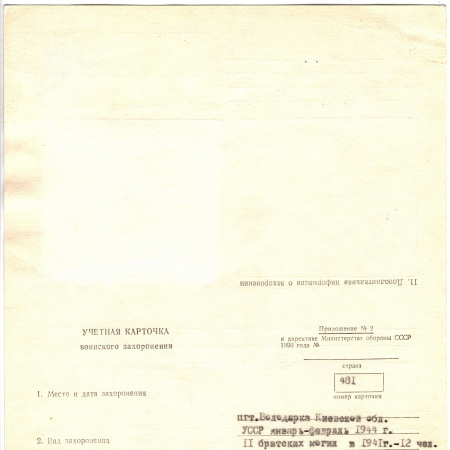 11. Дополнительная информация о захоронении
УЧЕТНАЯ КАРТОЧКА
воинского захоронения
Приложение № 2
к директиве Министерства обороны СССР
1990 года №
страна
481
номер карточки
1. Место и дата захоронения
пгт.Володарка Киевской обл.
УССР январь-февраль 1944 г.
2. Вид захоронения
II братских могил в 1941г.-12 чел.